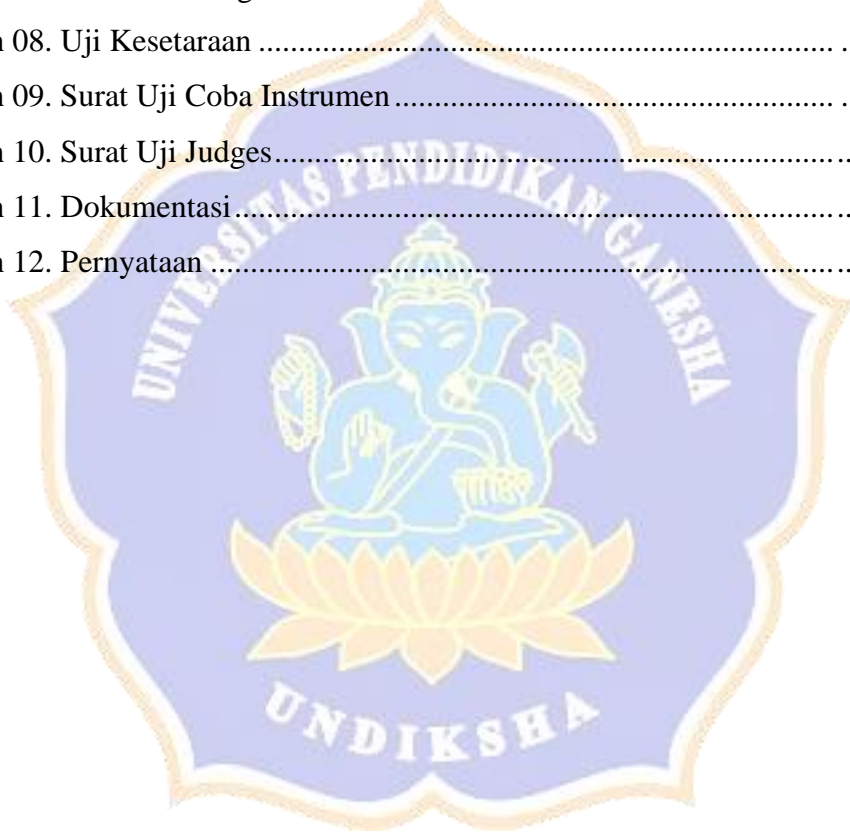 n 08. Uji Kesetaraan ........................................................................................ .
n 09. Surat Uji Coba Instrumen ................................................................... .
n 10. Surat Uji Judges.....................................................................................
n 11. Dokumentasi...........................................................................................
n 12. Pernyataan ..............................................................................................
UNIVERSITAS PENDIDIKAN GANESHA
UNDIKSHA